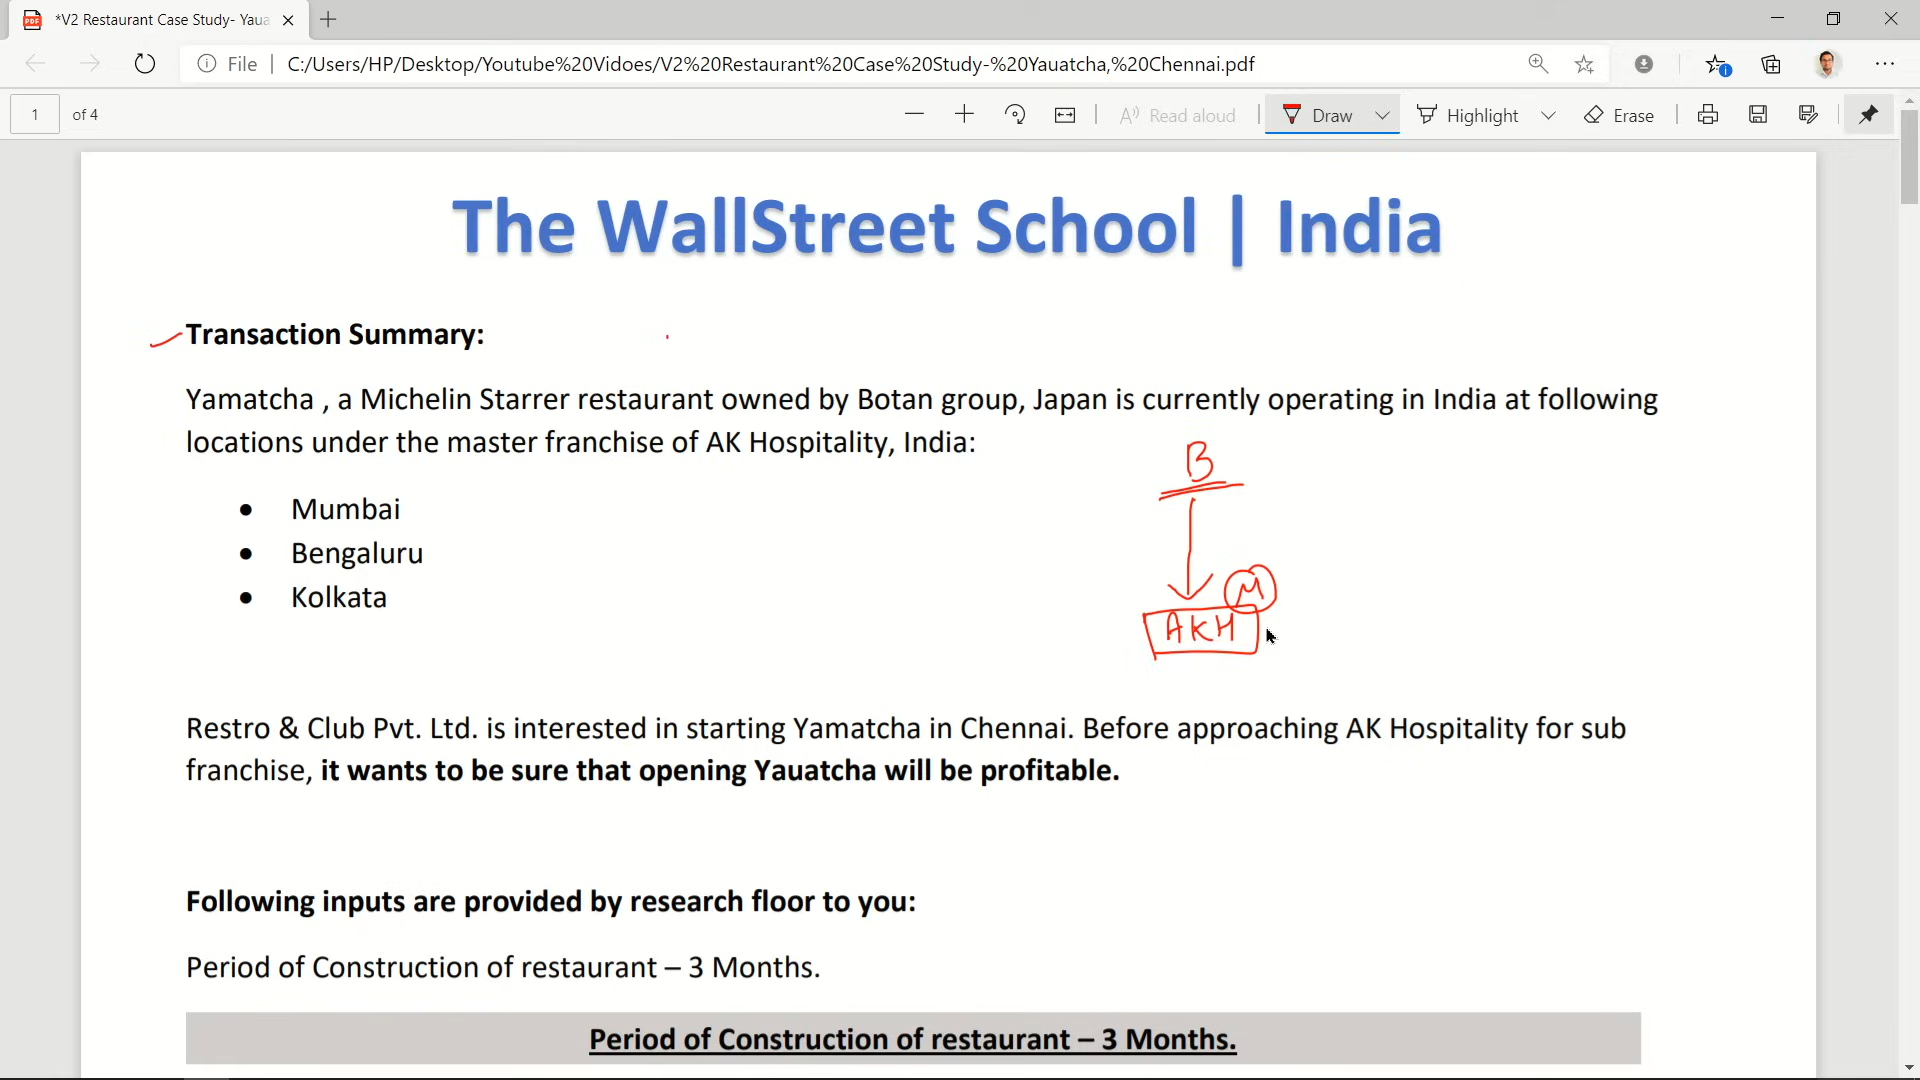 *V2 Restaurant Case Study- Yaua
File
C:/Users/HP/Desktop/Youtube%20Vidoes/V2%20Restaurant%20Case%20Study-%20Yauatcha,%20Chennai.pdf
1 of 4
Read aloud
Draw
Highlight
Erase
The WallStreet School | India
Transaction Summary:
Yamatcha , a Michelin Starrer restaurant owned by Botan group, Japan is currently operating in India at following
locations under the master franchise of AK Hospitality, India:
B
• Mumbai
• Bengaluru
• Kolkata
M
AKH
Restro & Club Pvt. Ltd. is interested in starting Yamatcha in Chennai. Before approaching AK Hospitality for sub
franchise, it wants to be sure that opening Yauatcha will be profitable.
Following inputs are provided by research floor to you:
Period of Construction of restaurant – 3 Months.
Period of Construction of restaurant – 3 Months.